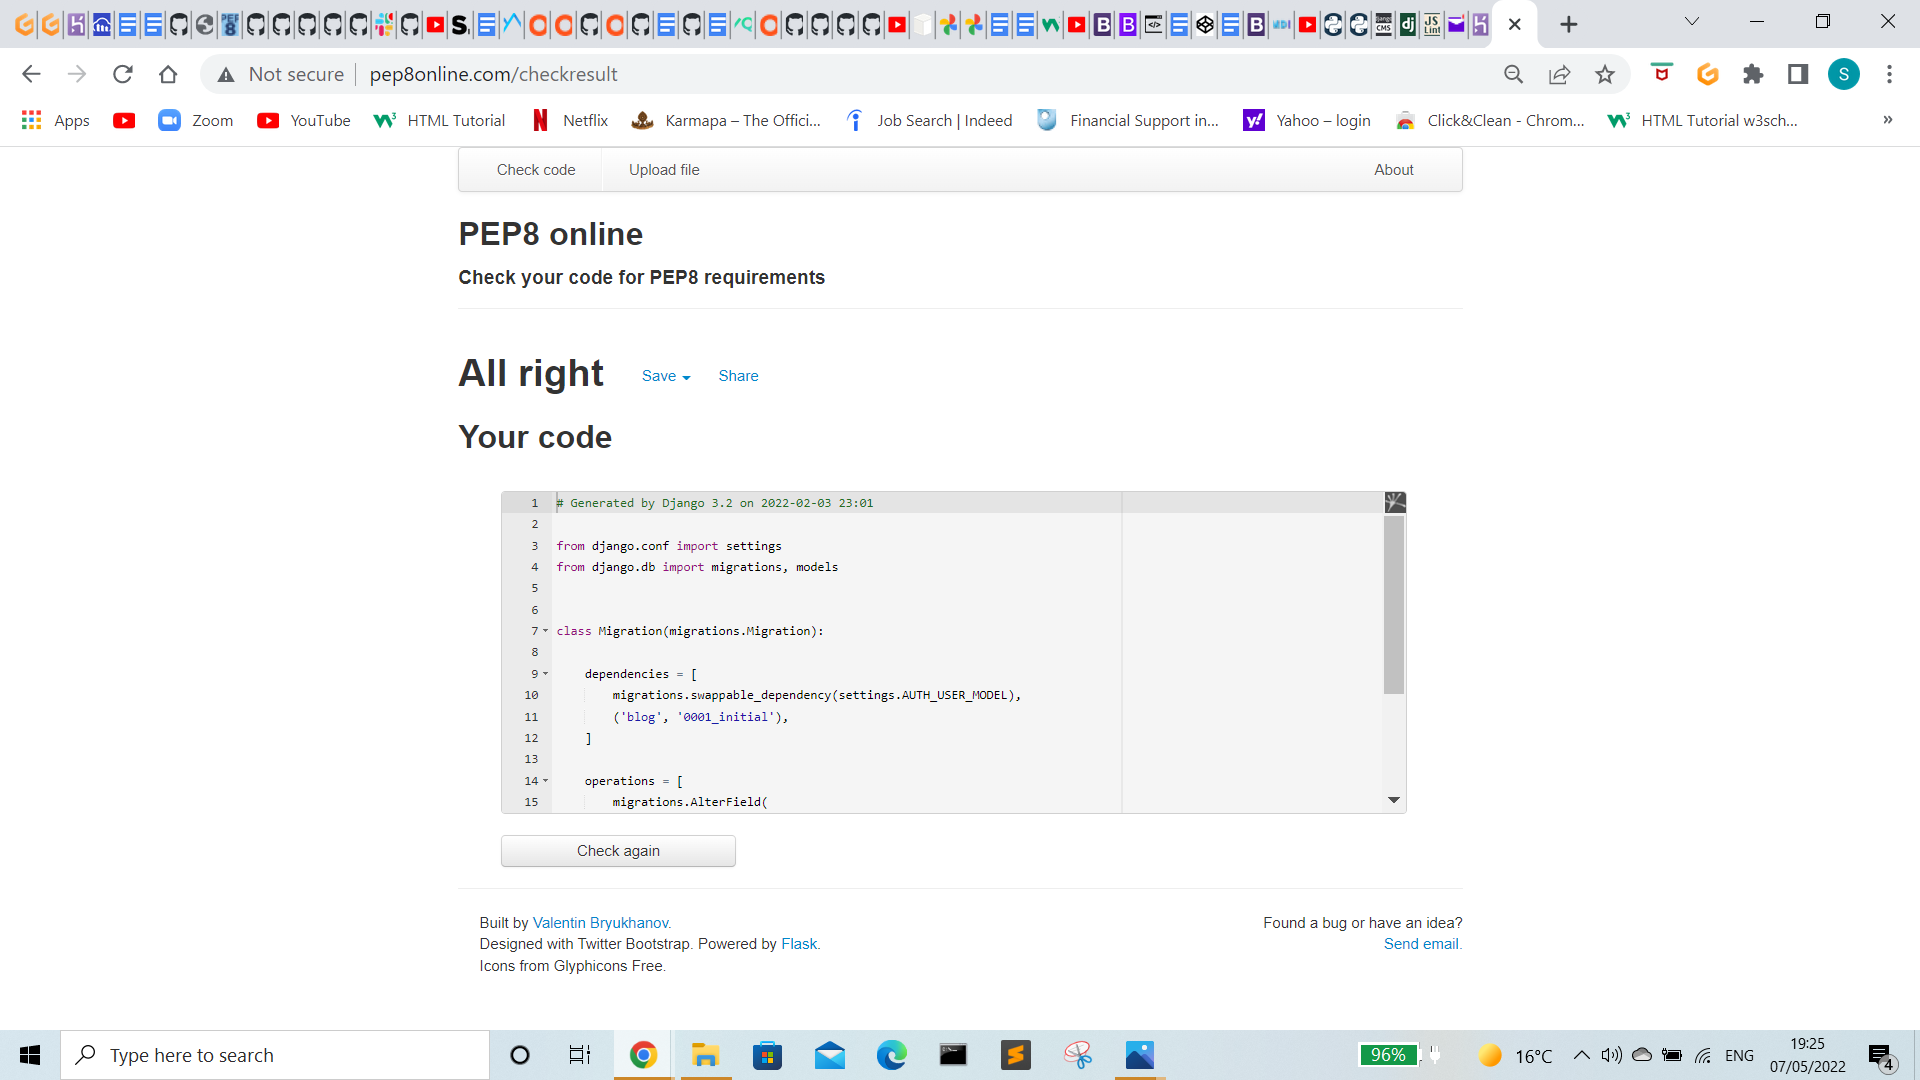 Not secure | pep8online.com/checkresult
S
Apps
Zoom
YouTube
HTML Tutorial
Netflix
Karmapa – The Offici...
Job Search | Indeed
Financial Support in...
Yahoo – login
Click&Clean - Chrom...
HTML Tutorial w3sch...
»
Check code
Upload file
About
PEP8 online
Check your code for PEP8 requirements
All right
Save
Share
Your code
1 # Generated by Django 3.2 on 2022-02-03 23:01
2
3 from django.conf import settings
4 from django.db import migrations, models
5
6
7 class Migration(migrations.Migration):
8
9 dependencies = [
10 migrations.swappable_dependency(settings.AUTH_USER_MODEL),
11 ('blog', '0001_initial'),
12 ]
13
14 operations = [
15 migrations.AlterField(
Check again
Built by Valentin Bryukhanov.
Designed with Twitter Bootstrap. Powered by Flask.
Icons from Glyphicons Free.
Found a bug or have an idea?
Send email.
Type here to search
96%
16°C
ENG
19:25
07/05/2022
4